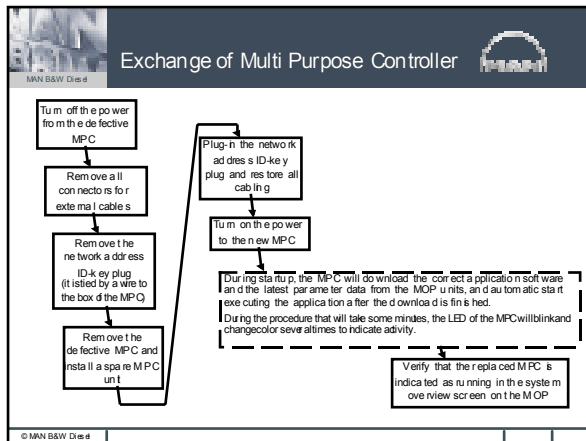 MAN B&W Diesel
Exchange of Multi Purpose Controller
Turn off the power
from the defective
MPC
Remove all
connectors for
external cables
Remove the
network address
ID-key plug
(it is tied by a wire to
the box of the MPC)
Remove the
defective MPC and
install a spare MPC
unit
Plug-in the network
address ID-key
plug and restore all
cabling
Turn on the power
to the new MPC
During startup, the MPC will download the correct application software
and the latest parameter data from the MOP units, and automatic start
executing the application after the download is finished.
During the procedure that will take some minutes, the LED of the MPC will blink and
change color several times to indicate activity.
Verify that the replaced MPC is
indicated as running in the system
overview screen on the MOP
© MAN B&W Diesel